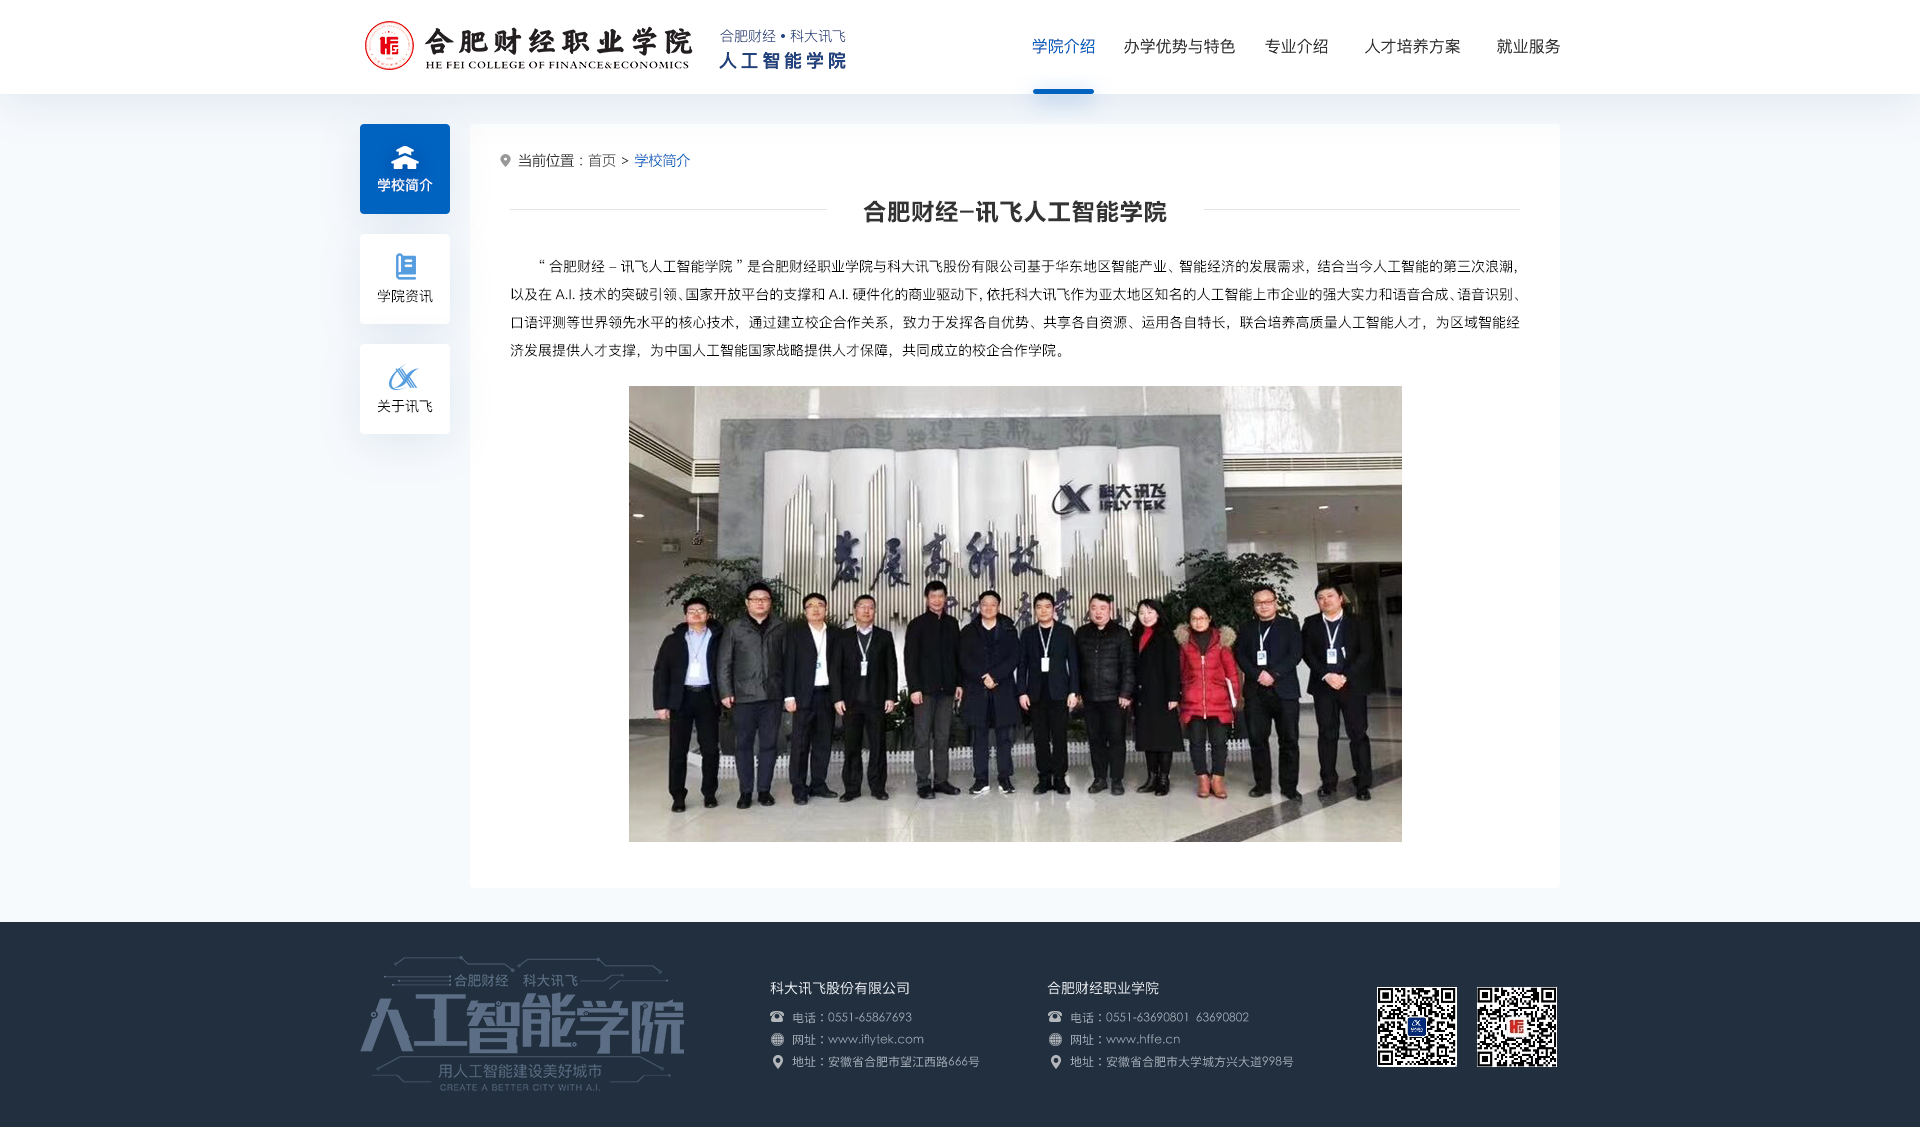 合肥财经职业学院
HE FEI COLLEGE OF FINANCE&ECONOMICS
合肥财经•科大讯飞
人工智能学院
学院介绍
办学优势与特色
专业介绍
人才培养方案
就业服务
学校简介
学院资讯
关于讯飞
当前位置：首页 > 学校简介
合肥财经–讯飞人工智能学院
“ 合肥财经 – 讯飞人工智能学院 ” 是合肥财经职业学院与科大讯飞股份有限公司基于华东地区智能产业、智能经济的发展需求，结合当今人工智能的第三次浪潮，
以及在 A.I. 技术的突破引领、国家开放平台的支撑和 A.I. 硬件化的商业驱动下，依托科大讯飞作为亚太地区知名的人工智能上市企业的强大实力和语音合成、语音识别、
口语评测等世界领先水平的核心技术，通过建立校企合作关系，致力于发挥各自优势、共享各自资源、运用各自特长，联合培养高质量人工智能人才，为区域智能经
济发展提供人才支撑，为中国人工智能国家战略提供人才保障，共同成立的校企合作学院。
科大讯飞
iFLYTEK
发展高科技
合肥财经 科大讯飞
人工智能学院
用人工智能建设美好城市
CREATE A BETTER CITY WITH A.I.
科大讯飞股份有限公司
电话：0551-65867693
网址：www.iflytek.com
地址：安徽省合肥市望江西路666号
合肥财经职业学院
电话：0551-63690801 63690802
网址：www.hffe.cn
地址：安徽省合肥市大学城方兴大道998号